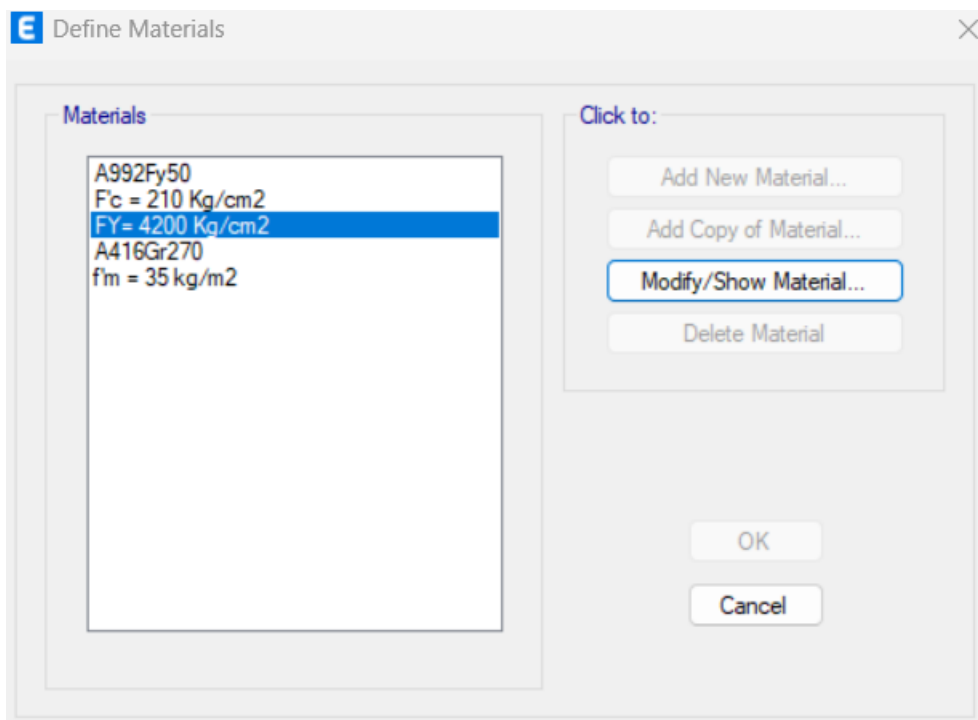 E Define Materials
Materials
A992Fy50
F'c = 210 Kg/cm2
FY= 4200 Kg/cm2
A416Gr270
f'm = 35 kg/m2
Click to:
Add New Material...
Add Copy of Material...
Modify/Show Material...
Delete Material
OK
Cancel